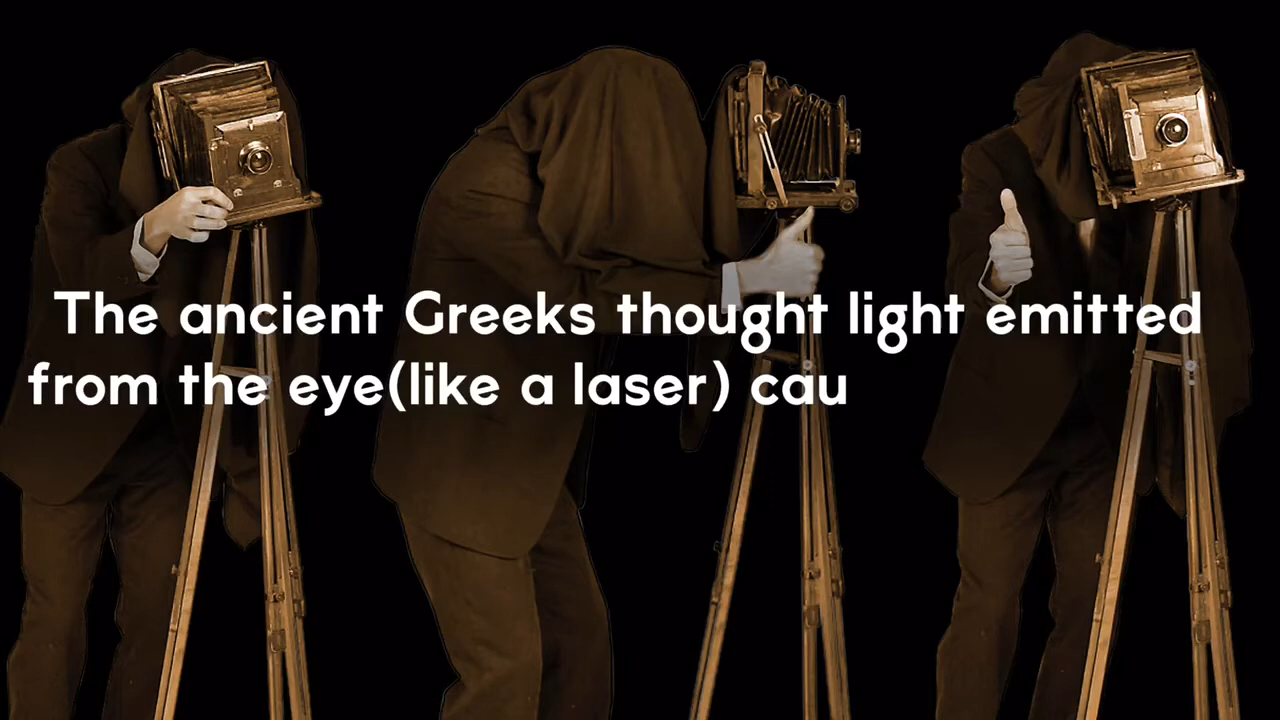 The ancient Greeks thought light emitted
from the eye(like a laser) cau